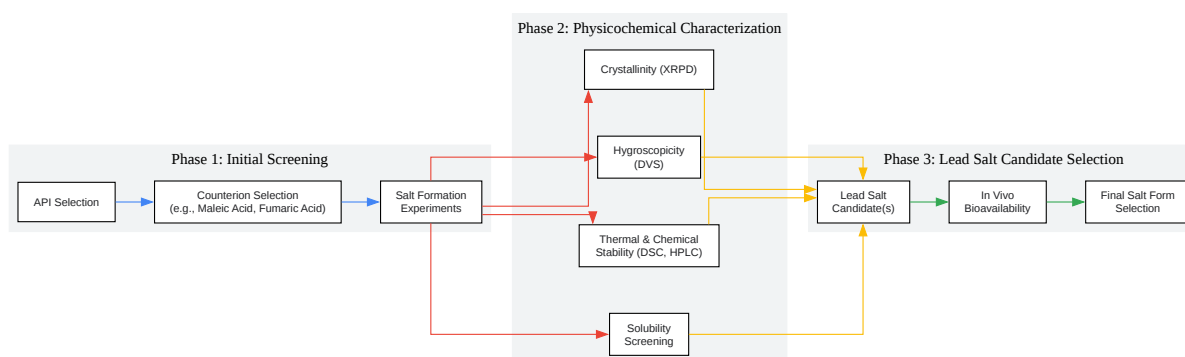 Phase 1: Initial Screening
API Selection
Counterion Selection
(e.g., Maleic Acid, Fumaric Acid)
Salt Formation
Experiments
Phase 2: Physicochemical Characterization
Crystallinity (XRPD)
Hygroscopicity
(DVS)
Thermal & Chemical
Stability (DSC, HPLC)
Solubility
Screening
Phase 3: Lead Salt Candidate Selection
Lead Salt
Candidate(s)
In Vivo
Bioavailability
Final Salt Form
Selection